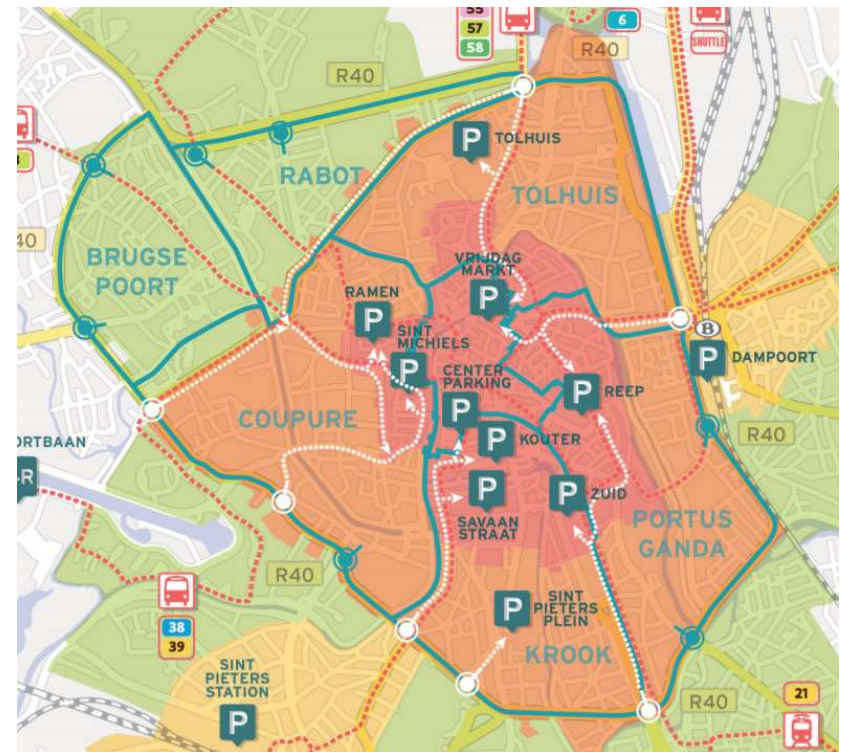 55
57
58
6
SHUTTLE
R40
R40
P
TOLHUIS
RABOT
TOLHUIS
40
BRUGSE
POORT
VRIJDAG
MARKT
P
RAMEN
P
SINT
MICHIELS
P
CENTER
PARKING
P
B
P
DAMPOORT
P
REEP
COUPURE
P
KOUTER
R40
ORTBAAN
R
P
SAVAAN
STRAAT
P
ZUID
PORTUS
GANDA
R40
38
39
P
SINT
PIETERS
PLEIN
KROOK
SINT
PIETERS
STATION
P
R40
21